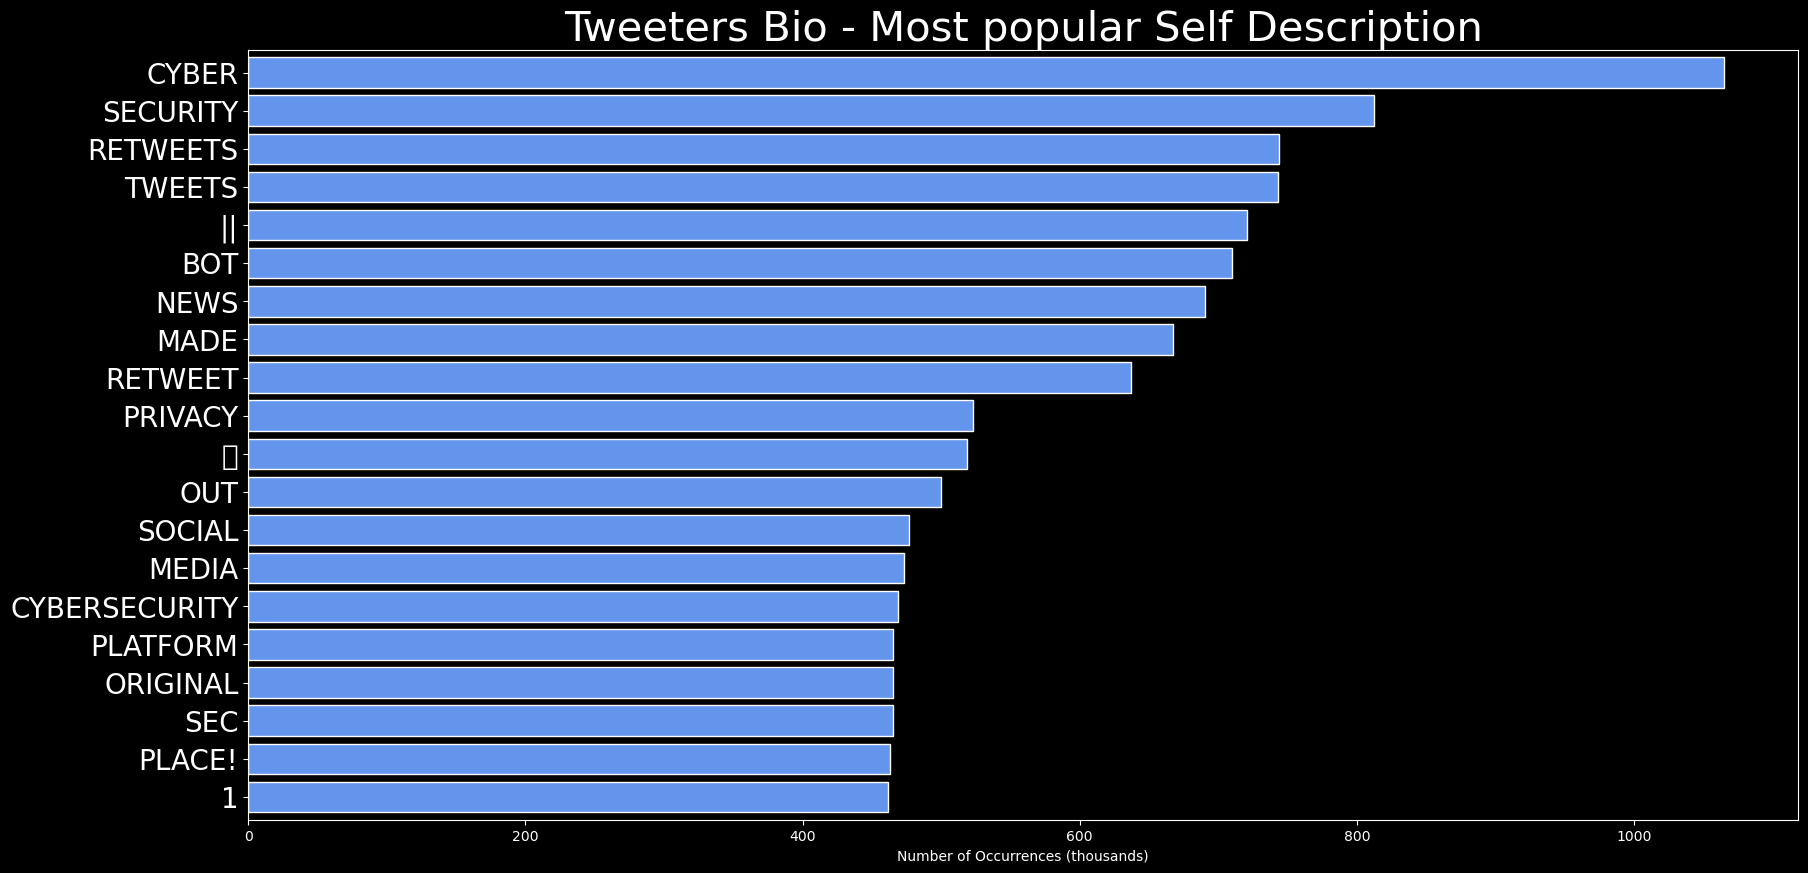 Tweeters Bio - Most popular Self Description
CYBER
SECURITY
RETWEETS
TWEETS
||
BOT
NEWS
MADE
RETWEET
PRIVACY
OUT
SOCIAL
MEDIA
CYBERSECURITY
PLATFORM
ORIGINAL
SEC
PLACE!
1
0 200 400 600 800 1000
Number of Occurrences (thousands)